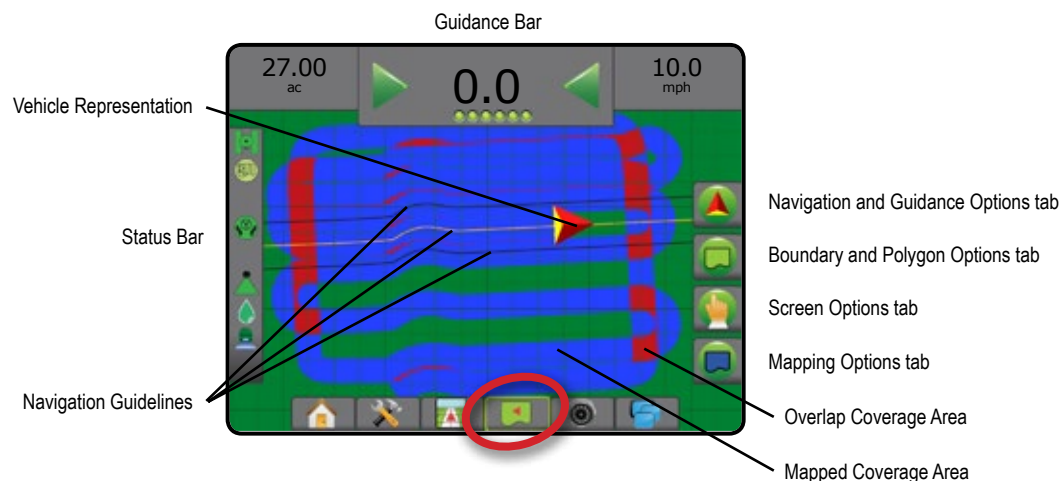 Guidance Bar
27.00
ac
0.0
10.0
mph
Vehicle Representation
Status Bar
Navigation Guidelines
Navigation and Guidance Options tab
Boundary and Polygon Options tab
Screen Options tab
Mapping Options tab
Overlap Coverage Area
Mapped Coverage Area